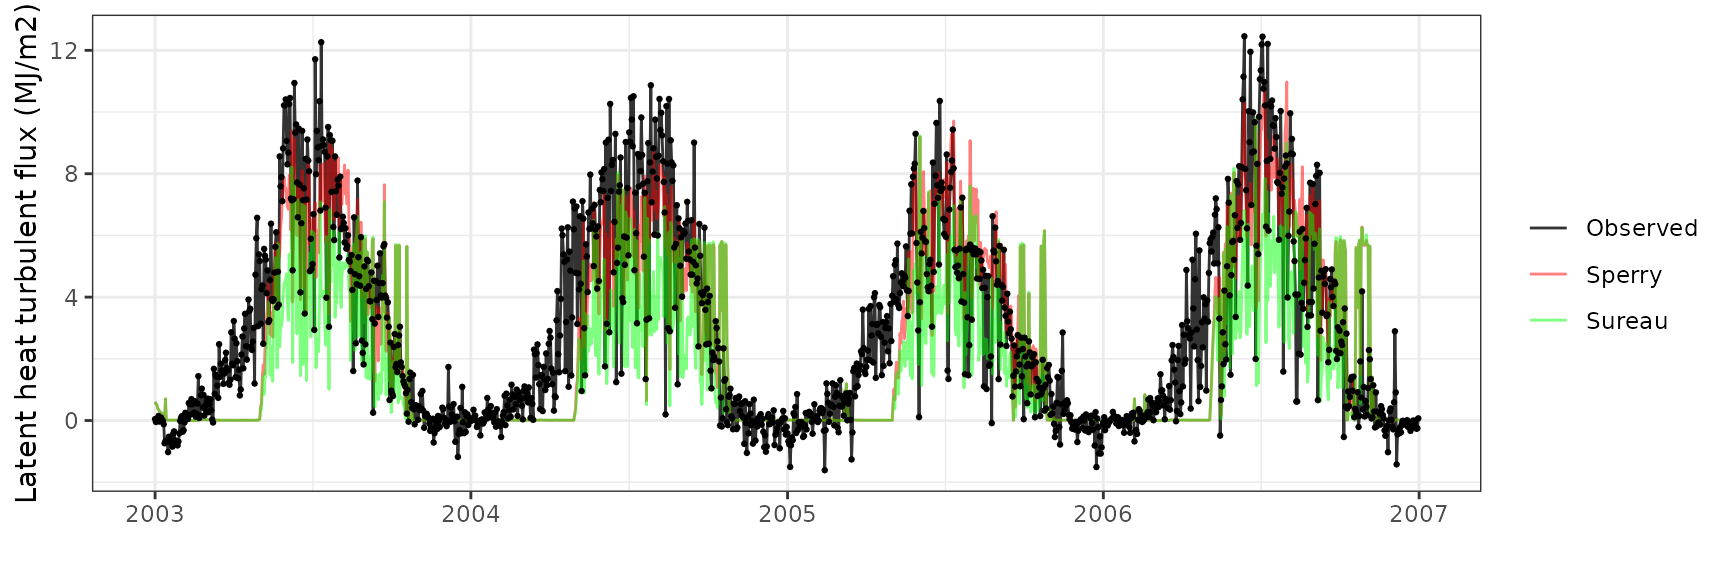 Latent heat turbulent flux (MJ/m2)
12
8
4
0
2003
2004
2005
2006
2007
Observed
Sperry
Sureau